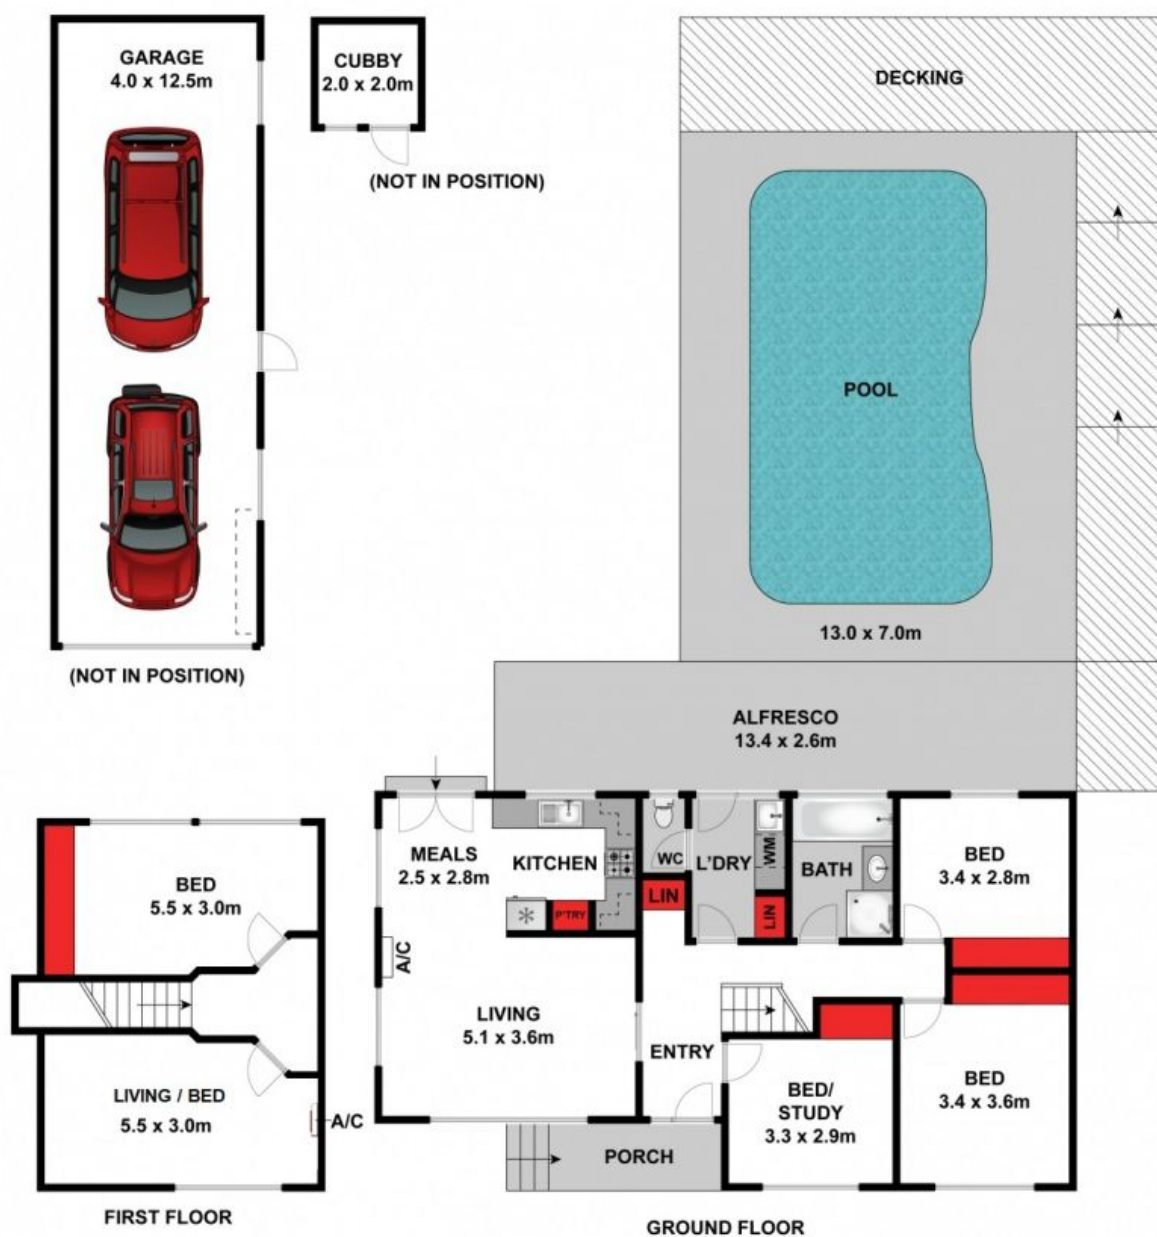 GARAGE
4.0 x 12.5m
CUBBY
2.0 x 2.0m
(NOT IN POSITION)
DECKING
POOL
13.0 x 7.0m
(NOT IN POSITION)
ALFRESCO
13.4 x 2.6m
MEALS
2.5 x 2.8m
KITCHEN
P'TRY
WC
LIN
L'DRY
WM
LIN
BATH
BED
3.4 x 2.8m
A/C
LIVING
5.1 x 3.6m
ENTRY
BED/
STUDY
3.3 x 2.9m
BED
3.4 x 3.6m
PORCH
GROUND FLOOR
BED
5.5 x 3.0m
LIVING / BED
5.5 x 3.0m
A/C
FIRST FLOOR